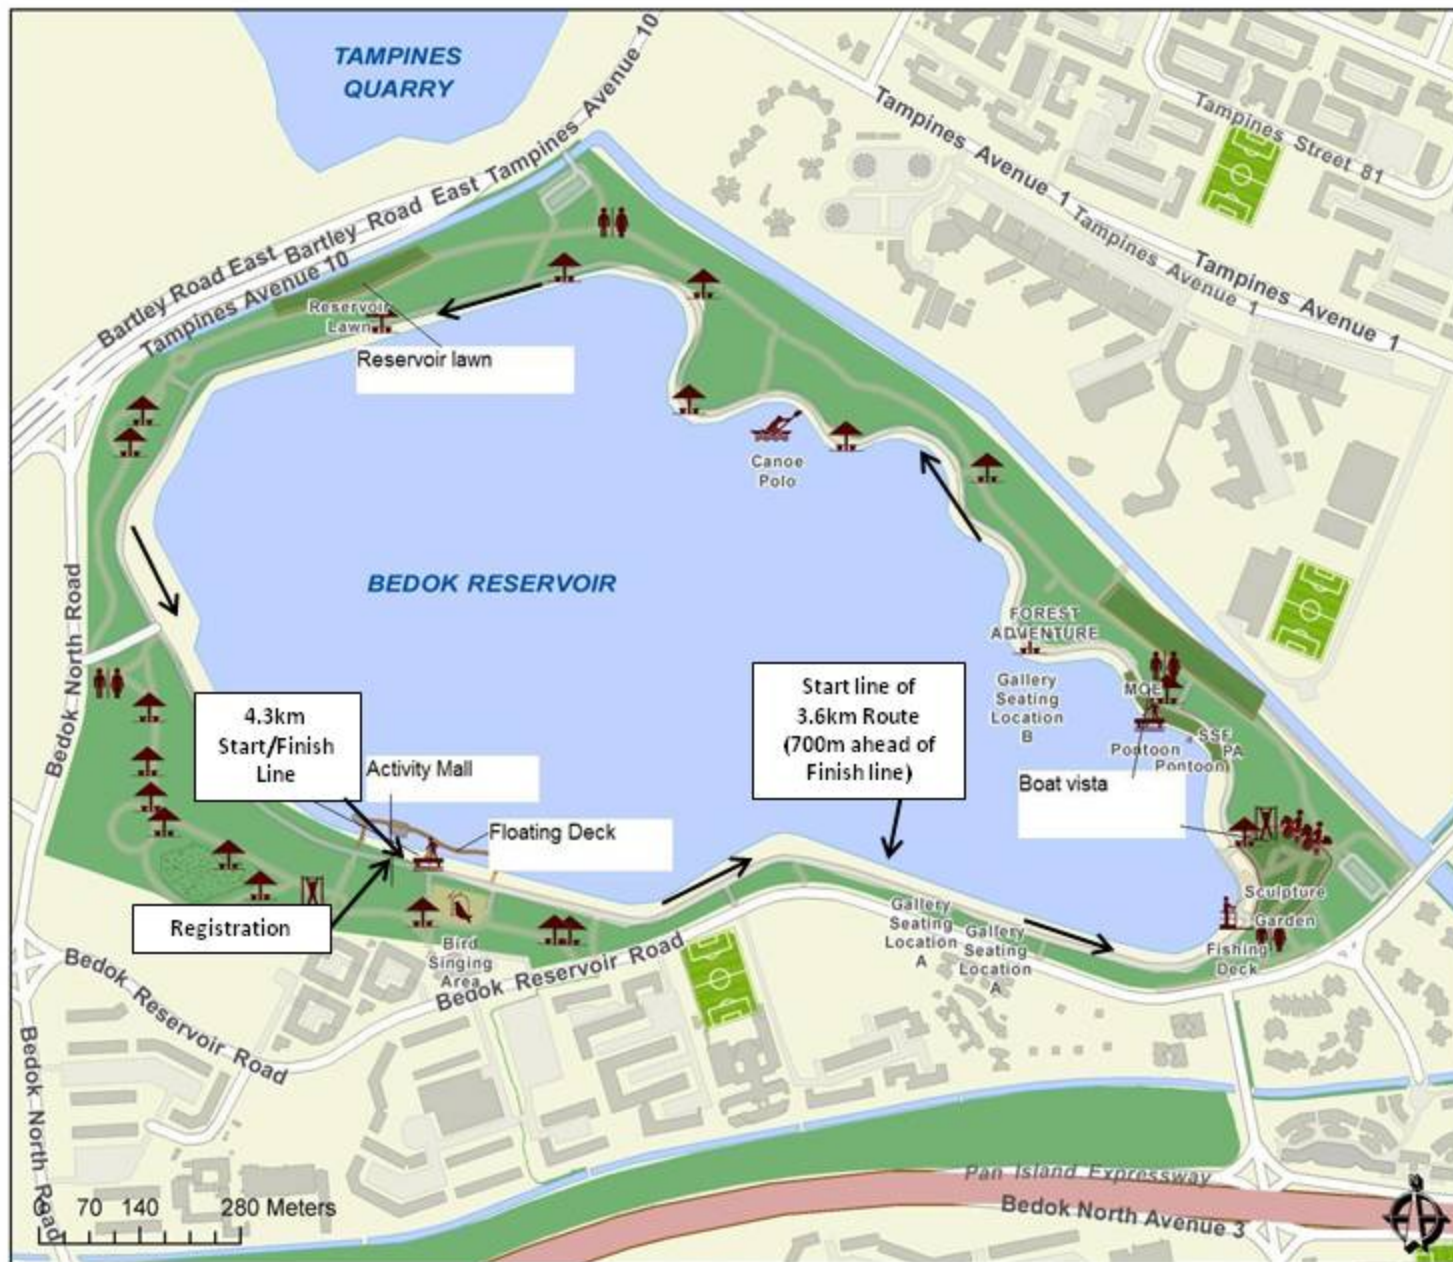 TAMPINES
QUARRY
Bartley Road East Bartley Road East Tampines Avenue 10
Tampines Avenue 10
Tampines Avenue 1
Tampines Street 81
Tampines Avenue 1
Tampines Avenue 1
Reservoir
Lawn
Reservoir lawn
Canoe
Polo
BEDOK RESERVOIR
Bedok North Road
FOREST
ADVENTURE
Gallery
Seating
Location
B
MOE
SSF
PA
Pontoon
Pontoon
Boat vista
Start line of
3.6km Route
(700m ahead of
Finish line)
4.3km
Start/Finish
Line
Activity Mall
Floating Deck
Registration
Bird
Singing
Area
Gallery
Seating
Location
A
Gallery
Seating
Location
A
Sculpture
Garden
Fishing
Deck
Bedok Reservoir Road
Bedok Reservoir Road
Bedok North Road
Pan Island Expressway
Bedok North Avenue 3
70 140 280 Meters